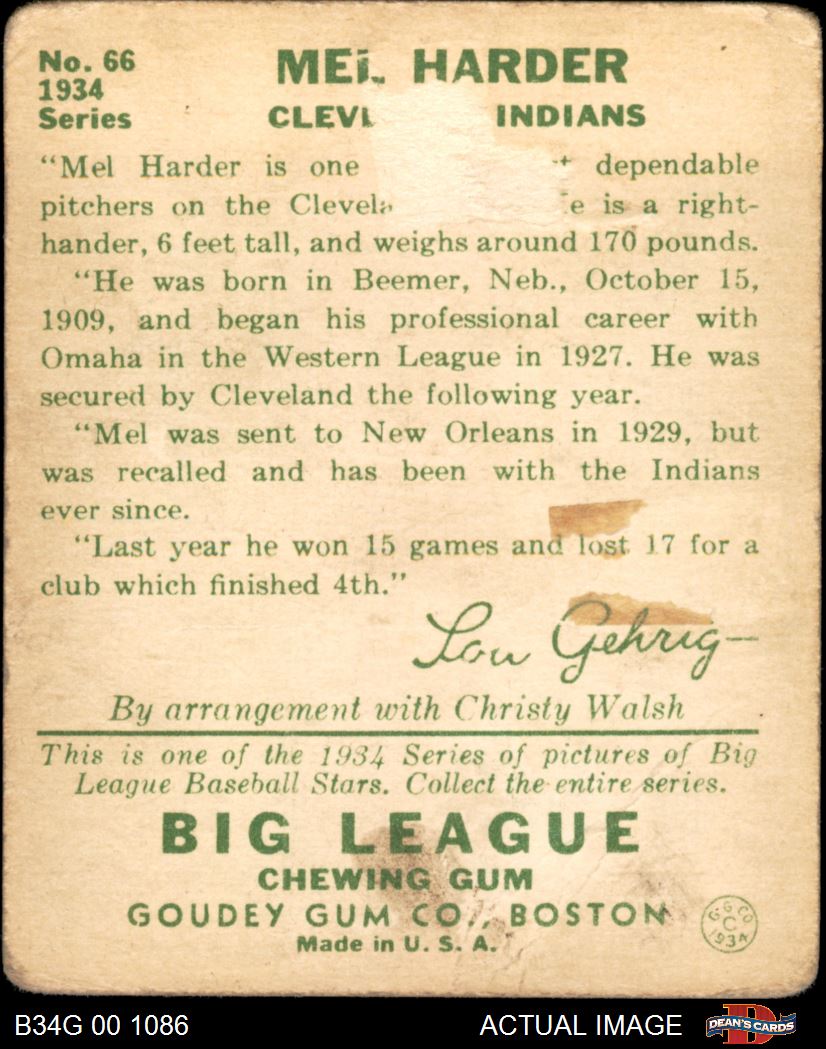 No. 66
1934
Series
MEL HARDER
CLEV INDIANS
"Mel Harder is one dependable
pitchers on the Clevela e is a right-
hander, 6 feet tall, and weighs around 170 pounds.
"He was born in Beemer, Neb., October 15,
1909, and began his professional career with
Omaha in the Western League in 1927. He was
secured by Cleveland the following year.
"Mel was sent to New Orleans in 1929, but
was recalled and has been with the Indians
ever since.
"Last year he won 15 games and lost 17 for a
club which finished 4th."
Lou Gehrig—
By arrangement with Christy Walsh
This is one of the 1934 Series of pictures of Big
League Baseball Stars. Collect the entire series.
BIG LEAGUE
CHEWING GUM
GOUDEY GUM CO., BOSTON
Made in U. S. A.
G.G.CO
C
1934
B34G 00 1086
ACTUAL IMAGE
D
DEAN'S CARDS